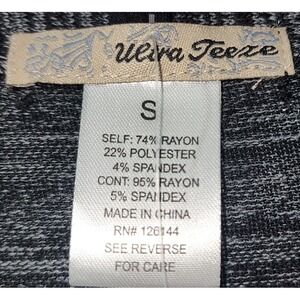 Ultra Teeze
S
SELF: 74% RAYON
22% POLYESTER
4% SPANDEX
CONT: 95% RAYON
5% SPANDEX
MADE IN CHINA
RN# 126144
SEE REVERSE
FOR CARE